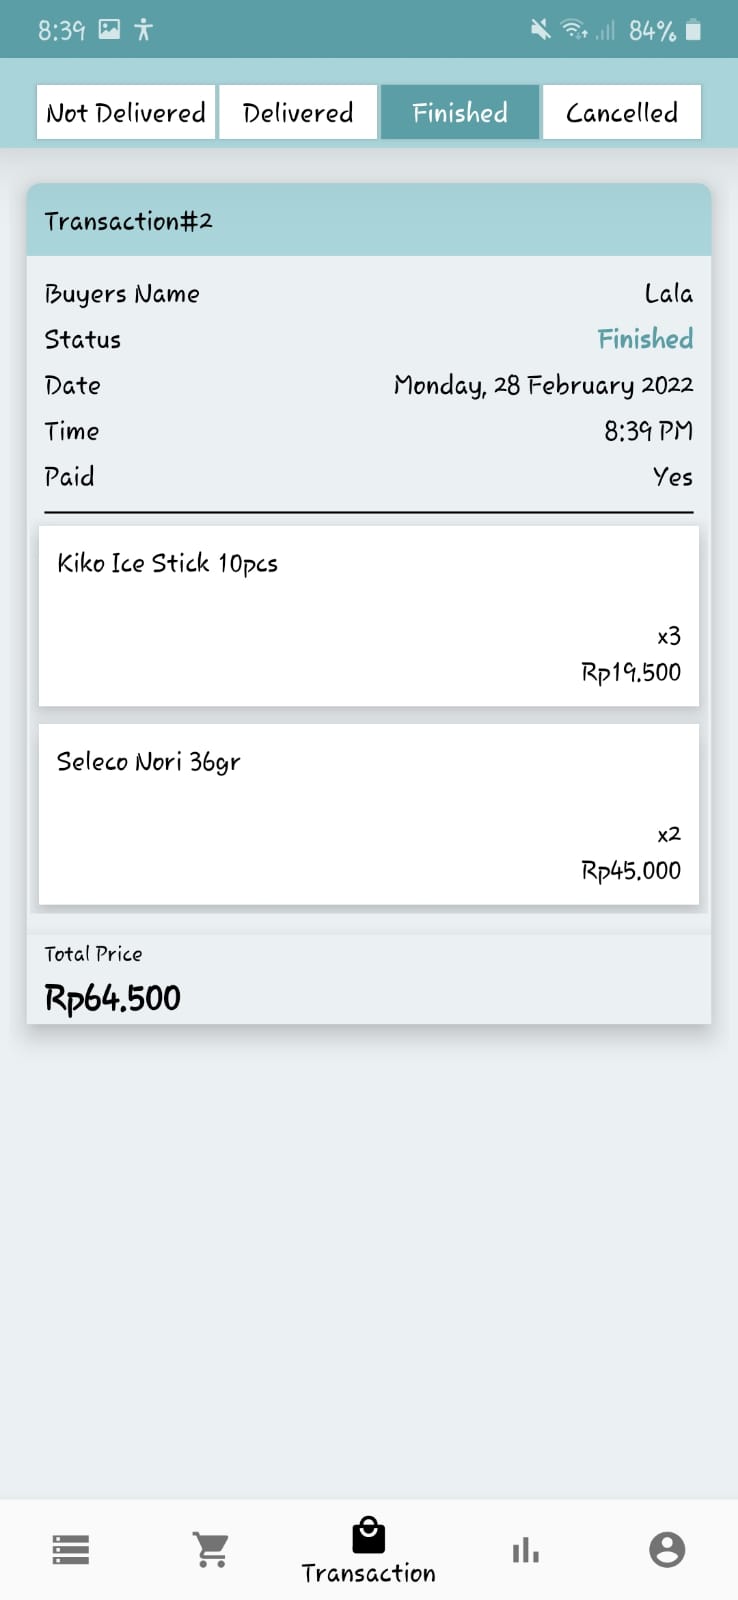 8:39 84%
Not Delivered Delivered Finished Cancelled
Transaction#2
Buyers Name Lala
Status Finished
Date Monday, 28 February 2022
Time 8:39 PM
Paid Yes
Kiko Ice Stick 10pcs
x3
Rp19.500
Seleco Nori 36gr
x2
Rp45.000
Total Price
Rp64.500
Transaction